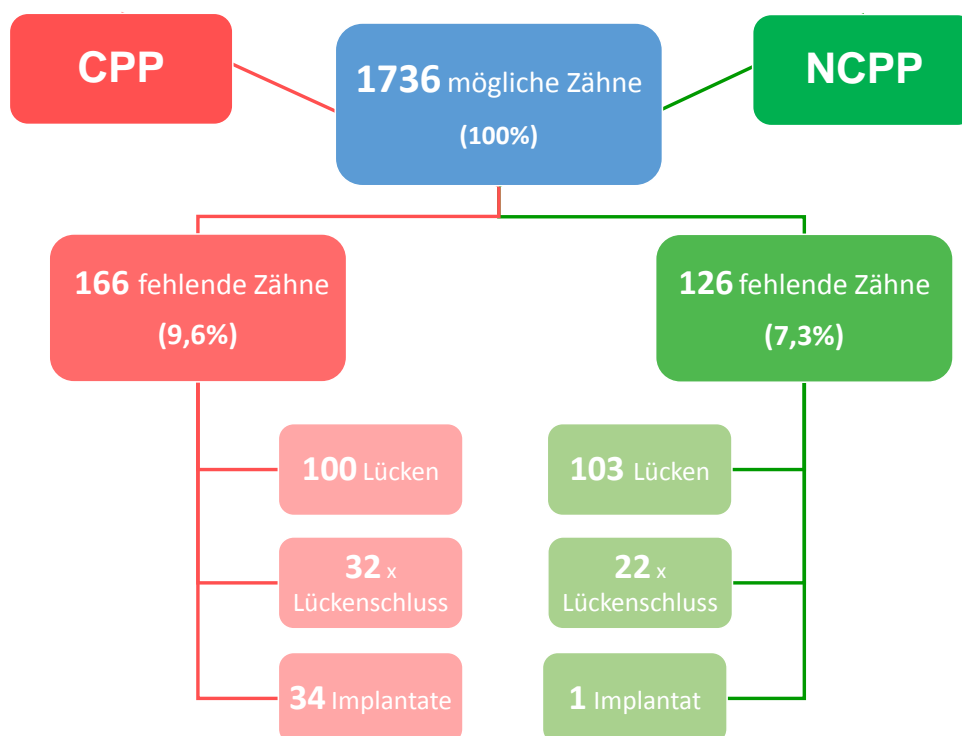 CPP
1736 mögliche Zähne
(100%)
NCPP
166 fehlende Zähne
(9,6%)
126 fehlende Zähne
(7,3%)
100 Lücken
103 Lücken
32 x
Lückenschluss
22 x
Lückenschluss
34 Implantate
1 Implantat